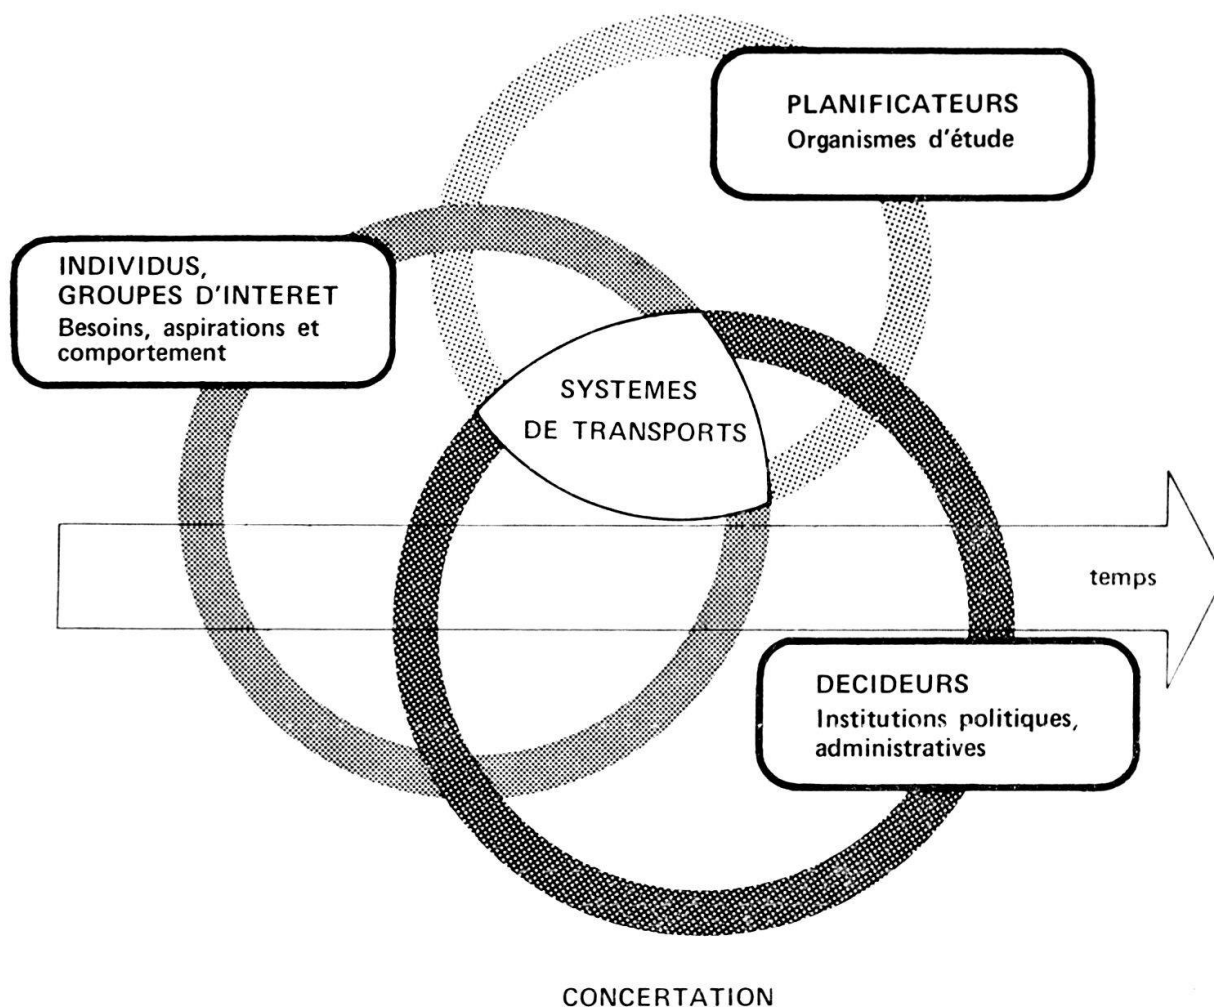 PLANIFICATEURS
Organismes d'étude
INDIVIDUS,
GROUPES D'INTERET
Besoins, aspirations et
comportement
SYSTEMES
DE TRANSPORTS
temps
DECIDEURS
Institutions politiques,
administratives
CONCERTATION